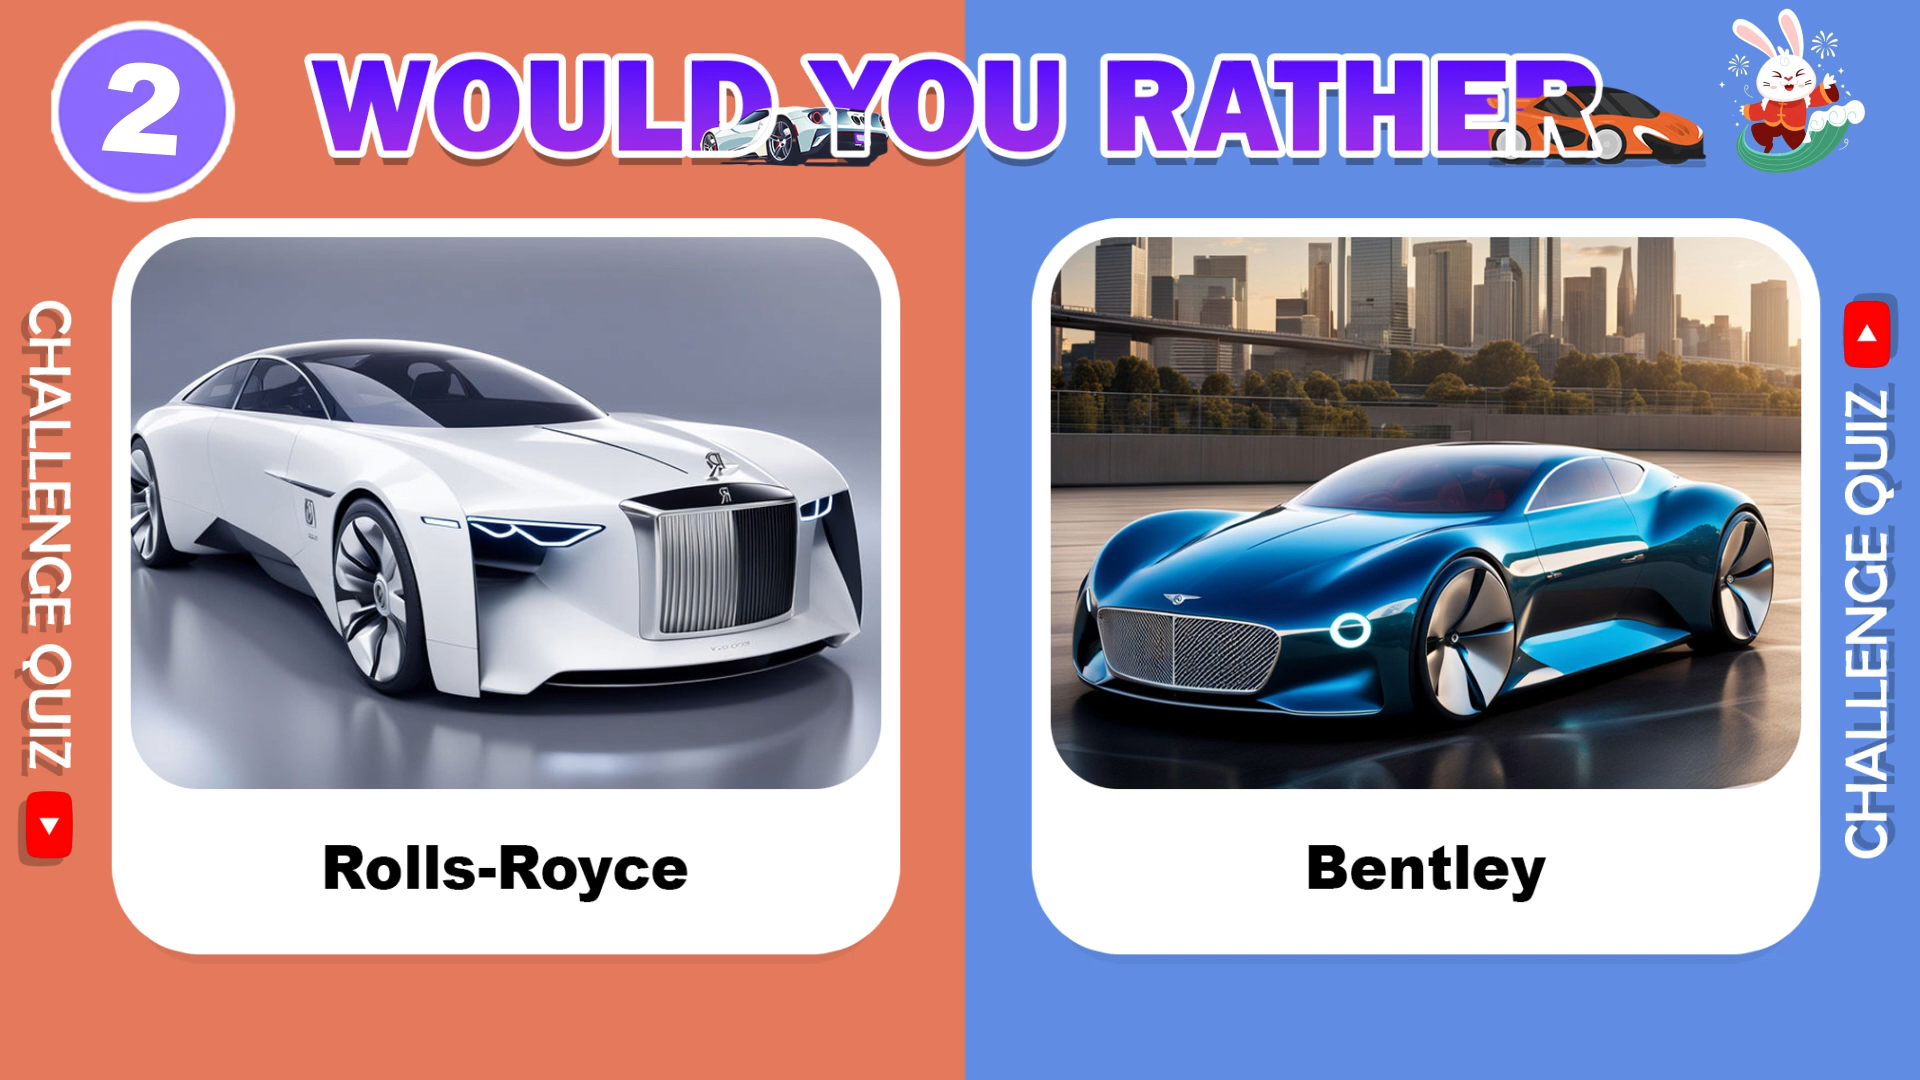 2
WOULD YOU RATHER
CHALLENGE QUIZ
Rolls-Royce
Bentley
CHALLENGE QUIZ